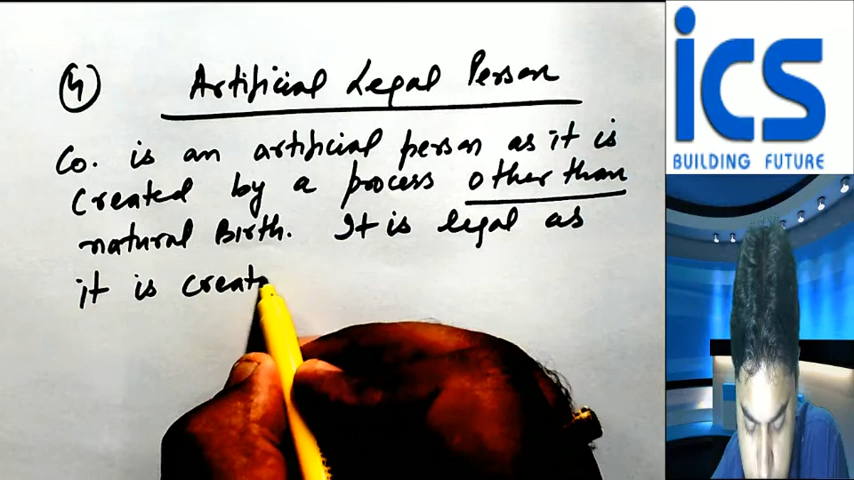 (4) Artificial Legal Person
Co. is an artificial person as it is
created by a process other than
natural Birth. It is legal as
it is creat
ics
BUILDING FUTURE